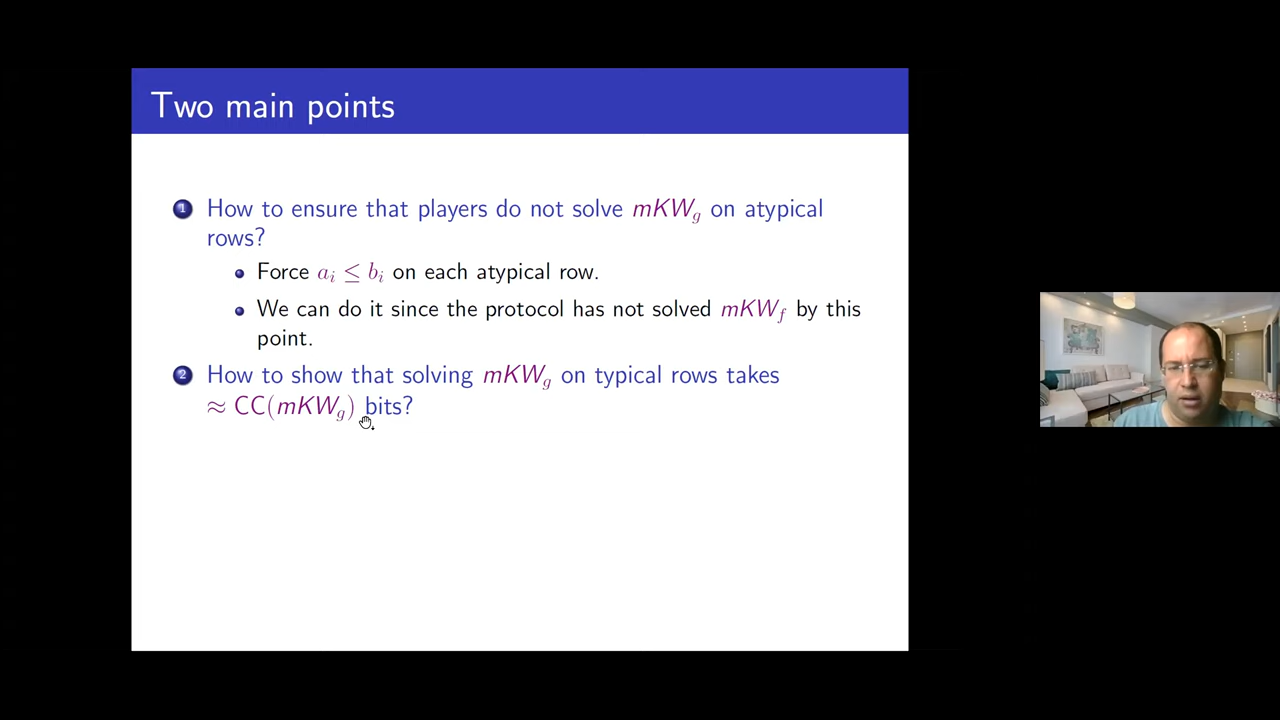 Two main points
1 How to ensure that players do not solve mKW_g on atypical
rows?
Force a_i ≤ b_i on each atypical row.
We can do it since the protocol has not solved mKW_f by this
point.
2 How to show that solving mKW_g on typical rows takes
≈ CC(mKW_g) bits?